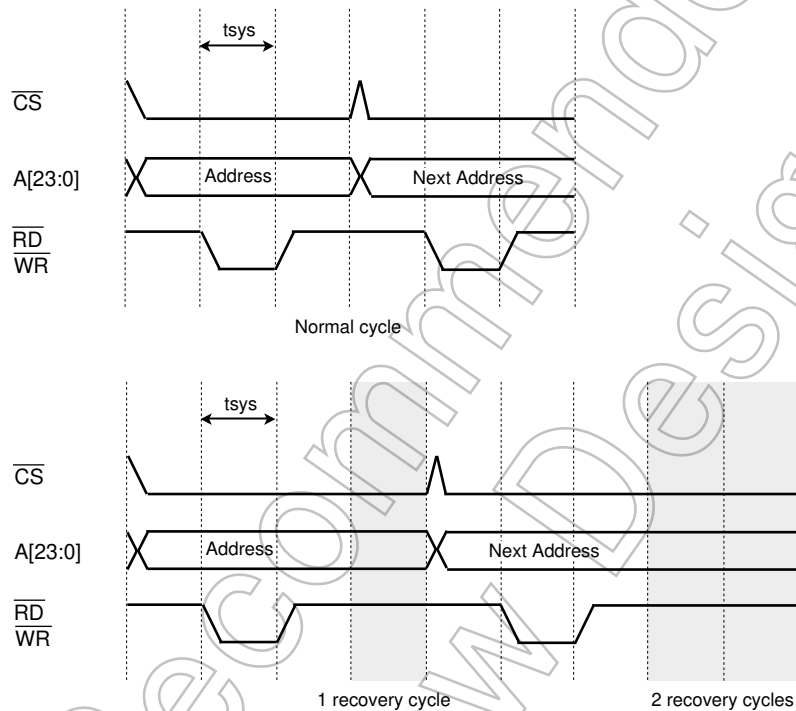 tsys
CS
A[23:0]
Address
Next Address
RD
WR
Normal cycle
tsys
CS
A[23:0]
Address
Next Address
RD
WR
1 recovery cycle
2 recovery cycles